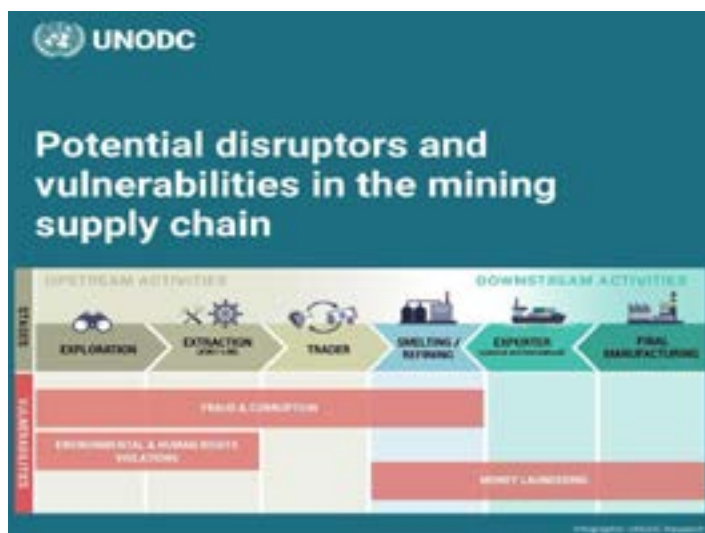 UNODC
Potential disruptors and
vulnerabilities in the mining
supply chain
UPSTREAM ACTIVITIES
DOWNSTREAM ACTIVITIES
STAGES
EXPLORATION
EXTRACTION
TRADER
SMELTING /
REFINING
EXPORTER
FINAL
MANUFACTURING
VULNERABILITIES
FRAUD & CORRUPTION
ENVIRONMENTAL & HUMAN RIGHTS
VIOLATIONS
MONEY LAUNDERING